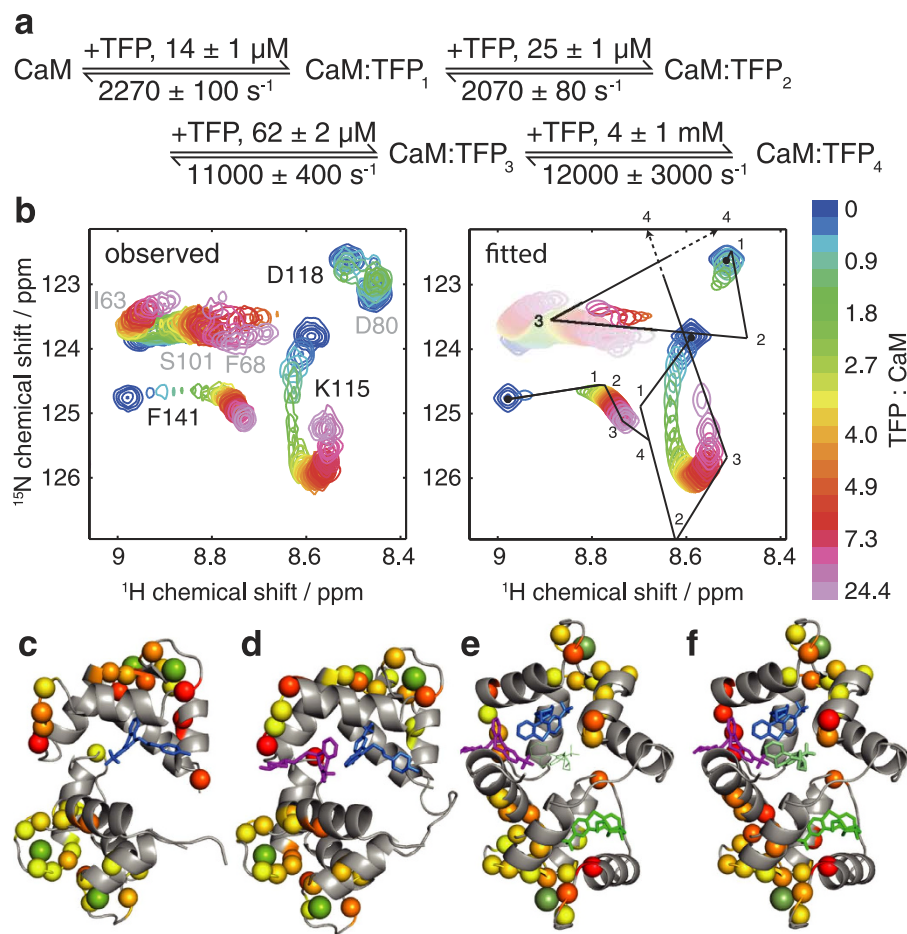 a
+TFP, 14 ± 1 µM +TFP, 25 ± 1 µM
CaM CaM:TFP₁ CaM:TFP₂
2270 ± 100 s⁻¹ 2070 ± 80 s⁻¹
+TFP, 62 ± 2 µM +TFP, 4 ± 1 mM
CaM:TFP₃ CaM:TFP₄
11000 ± 400 s⁻¹ 12000 ± 3000 s⁻¹
b
observed
I63
D118
D80
S101
F68
F141
K115
123
124
125
126
¹⁵N chemical shift / ppm
9 8.8 8.6 8.4
¹H chemical shift / ppm
fitted
4 4
1
3
2
1 2
1
3
4
3
2
9 8.8 8.6 8.4
¹H chemical shift / ppm
0
0.9
1.8
2.7
4.0
4.9
7.3
24.4
TFP : CaM
c d e f